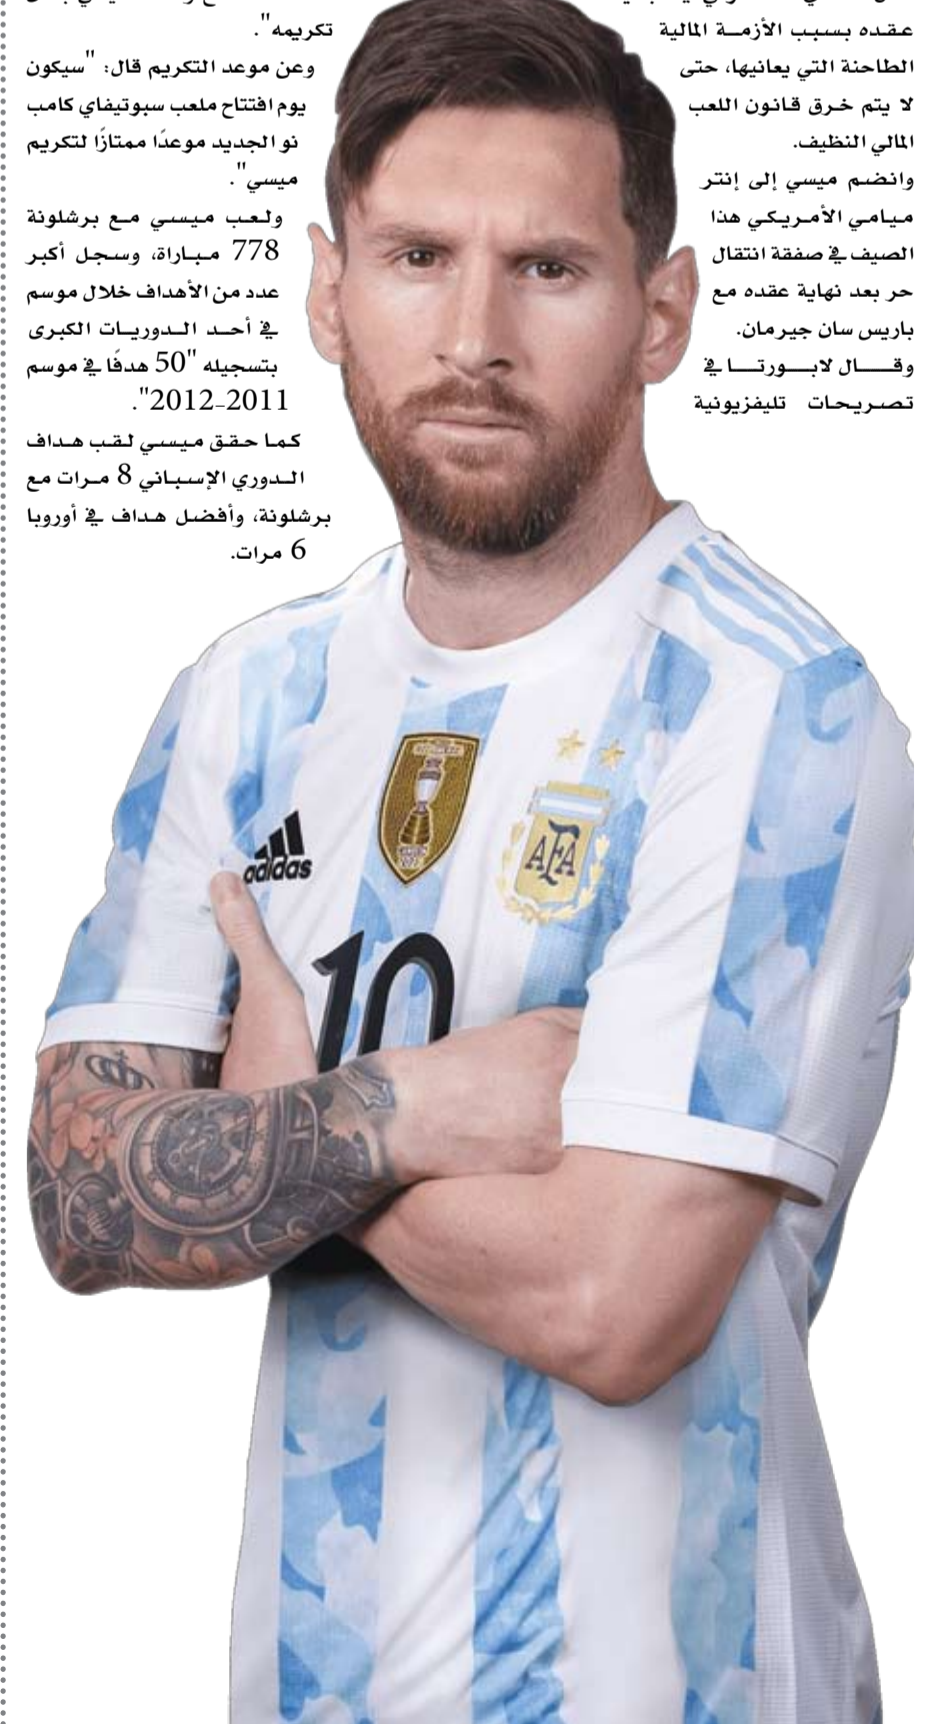 عقده بسبب الأزمة المالية
الطاحنة التي يعانيها، حتى
لا يتم خرق قانون اللعب
المالي النظيف.
وانضم ميسي إلى إنتر
ميامي الأمريكي هذا
الصيف في صفقة انتقال
حر بعد نهاية عقده مع
باريس سان جيرمان.
وقال لابورتا في
تصريحات تليفزيونية
تكريمه".
وعن موعد التكريم قال: "سيكون
يوم افتتاح ملعب سبوتيفاي كامب
نو الجديد موعدًا ممتازًا لتكريم
ميسي".
ولعب ميسي مع برشلونة
778 مباراة، وسجل أكبر
عدد من الأهداف خلال موسم
في أحد الدوريات الكبرى
بتسجيله "50 هدفًا في موسم
2011-2012".
كما حقق ميسي لقب هداف
الدوري الإسباني 8 مرات مع
برشلونة، وأفضل هداف في أوروبا
6 مرات.
adidas
AFA
10